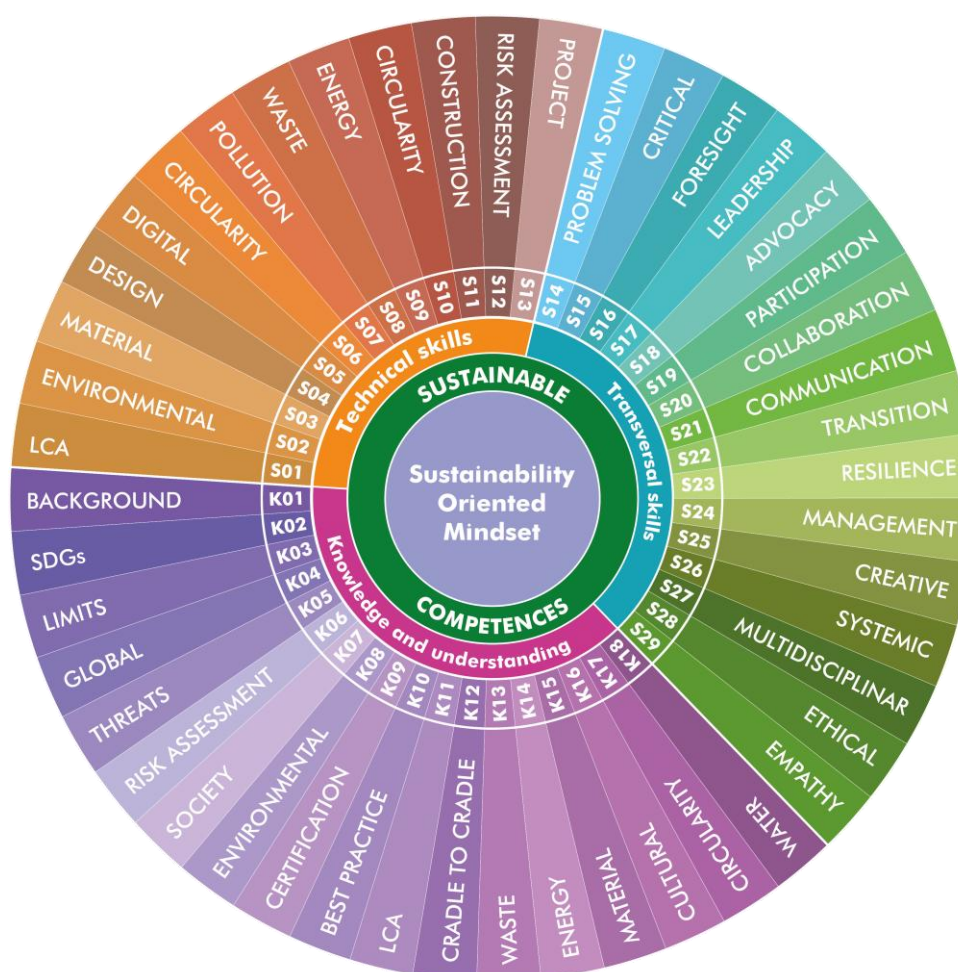 Sustainability
Oriented
Mindset
SUSTAINABLE
COMPETENCES
Technical skills
Transversal skills
Knowledge and understanding
S01
LCA
S02
ENVIRONMENTAL
S03
MATERIAL
S04
DESIGN
S05
DIGITAL
S06
CIRCULARITY
S07
POLLUTION
S08
WASTE
S09
ENERGY
S10
CIRCULARITY
S11
CONSTRUCTION
S12
RISK ASSESSMENT
S13
PROJECT
S14
PROBLEM SOLVING
S15
CRITICAL
S16
FORESIGHT
S17
LEADERSHIP
S18
ADVOCACY
S19
PARTICIPATION
S20
COLLABORATION
S21
COMMUNICATION
S22
TRANSITION
S23
RESILIENCE
S24
MANAGEMENT
S25
CREATIVE
S26
SYSTEMIC
S27
MULTIDISCIPLINAR
S28
ETHICAL
S29
EMPATHY
K18
WATER
K17
CIRCULARITY
K16
CULTURAL
K15
MATERIAL
K14
ENERGY
K13
WASTE
K12
CRADLE TO CRADLE
K11
LCA
K10
BEST PRACTICE
K09
CERTIFICATION
K08
ENVIRONMENTAL
K07
SOCIETY
K06
RISK ASSESSMENT
K05
THREATS
K04
GLOBAL
K03
LIMITS
K02
SDGs
K01
BACKGROUND